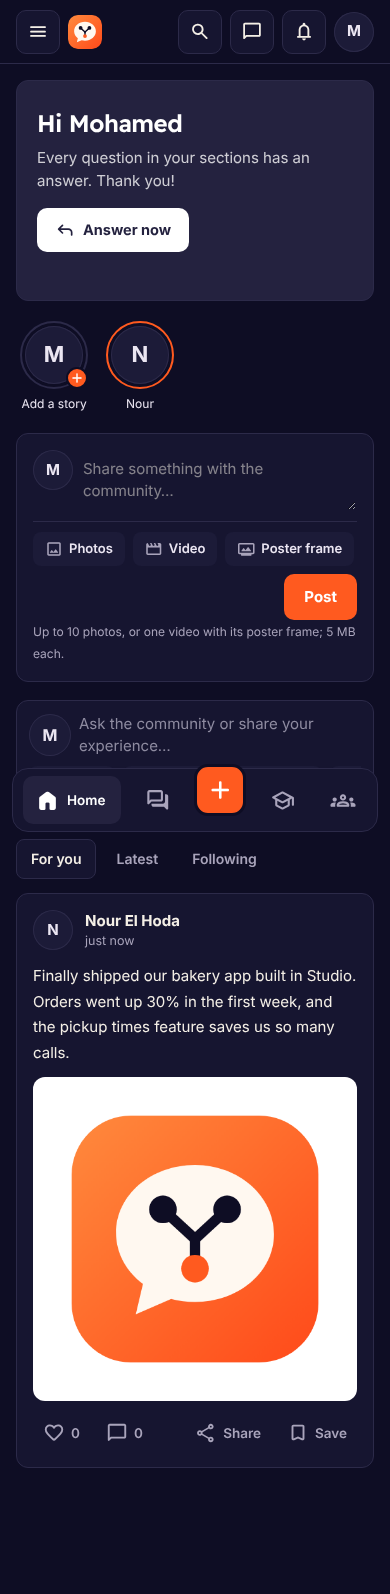 M
Hi Mohamed
Every question in your sections has an
answer. Thank you!
Answer now
M
N
Add a story
Nour
M
Share something with the
community...
Photos
Video
Poster frame
Post
Up to 10 photos, or one video with its poster frame; 5 MB
each.
M
Ask the community or share your
experience...
Home
For you
Latest
Following
N
Nour El Hoda
just now
Finally shipped our bakery app built in Studio.
Orders went up 30% in the first week, and
the pickup times feature saves us so many
calls.
0
0
Share
Save